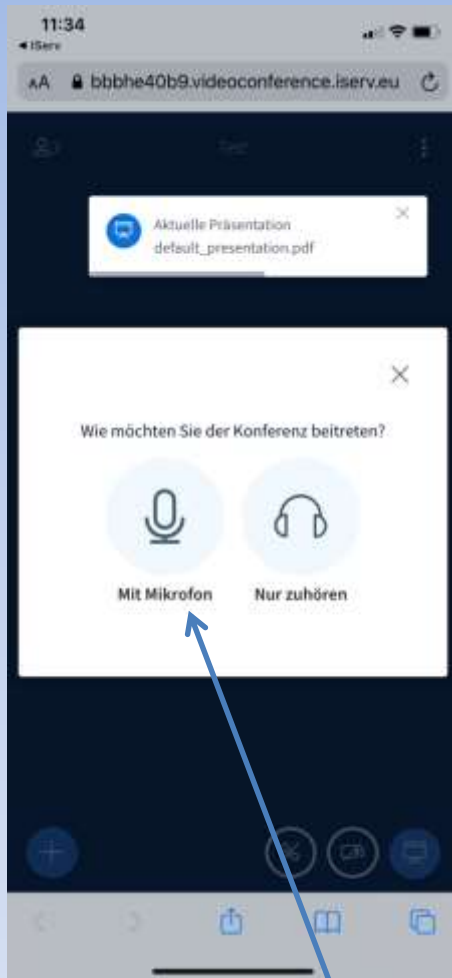 11:34
◀ IServ
AA bbbhe40b9.videoconference.iserv.eu
Test
Aktuelle Präsentation
default_presentation.pdf
Wie möchten Sie der Konferenz beitreten?
Mit Mikrofon Nur zuhören